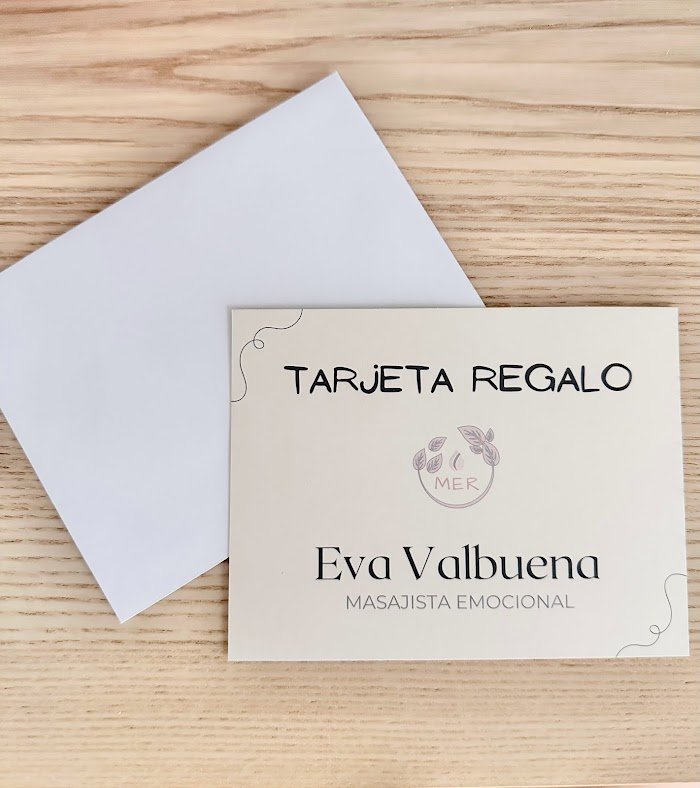 TARJETA REGALO
MER
Eva Valbuena
MASAJISTA EMOCIONAL